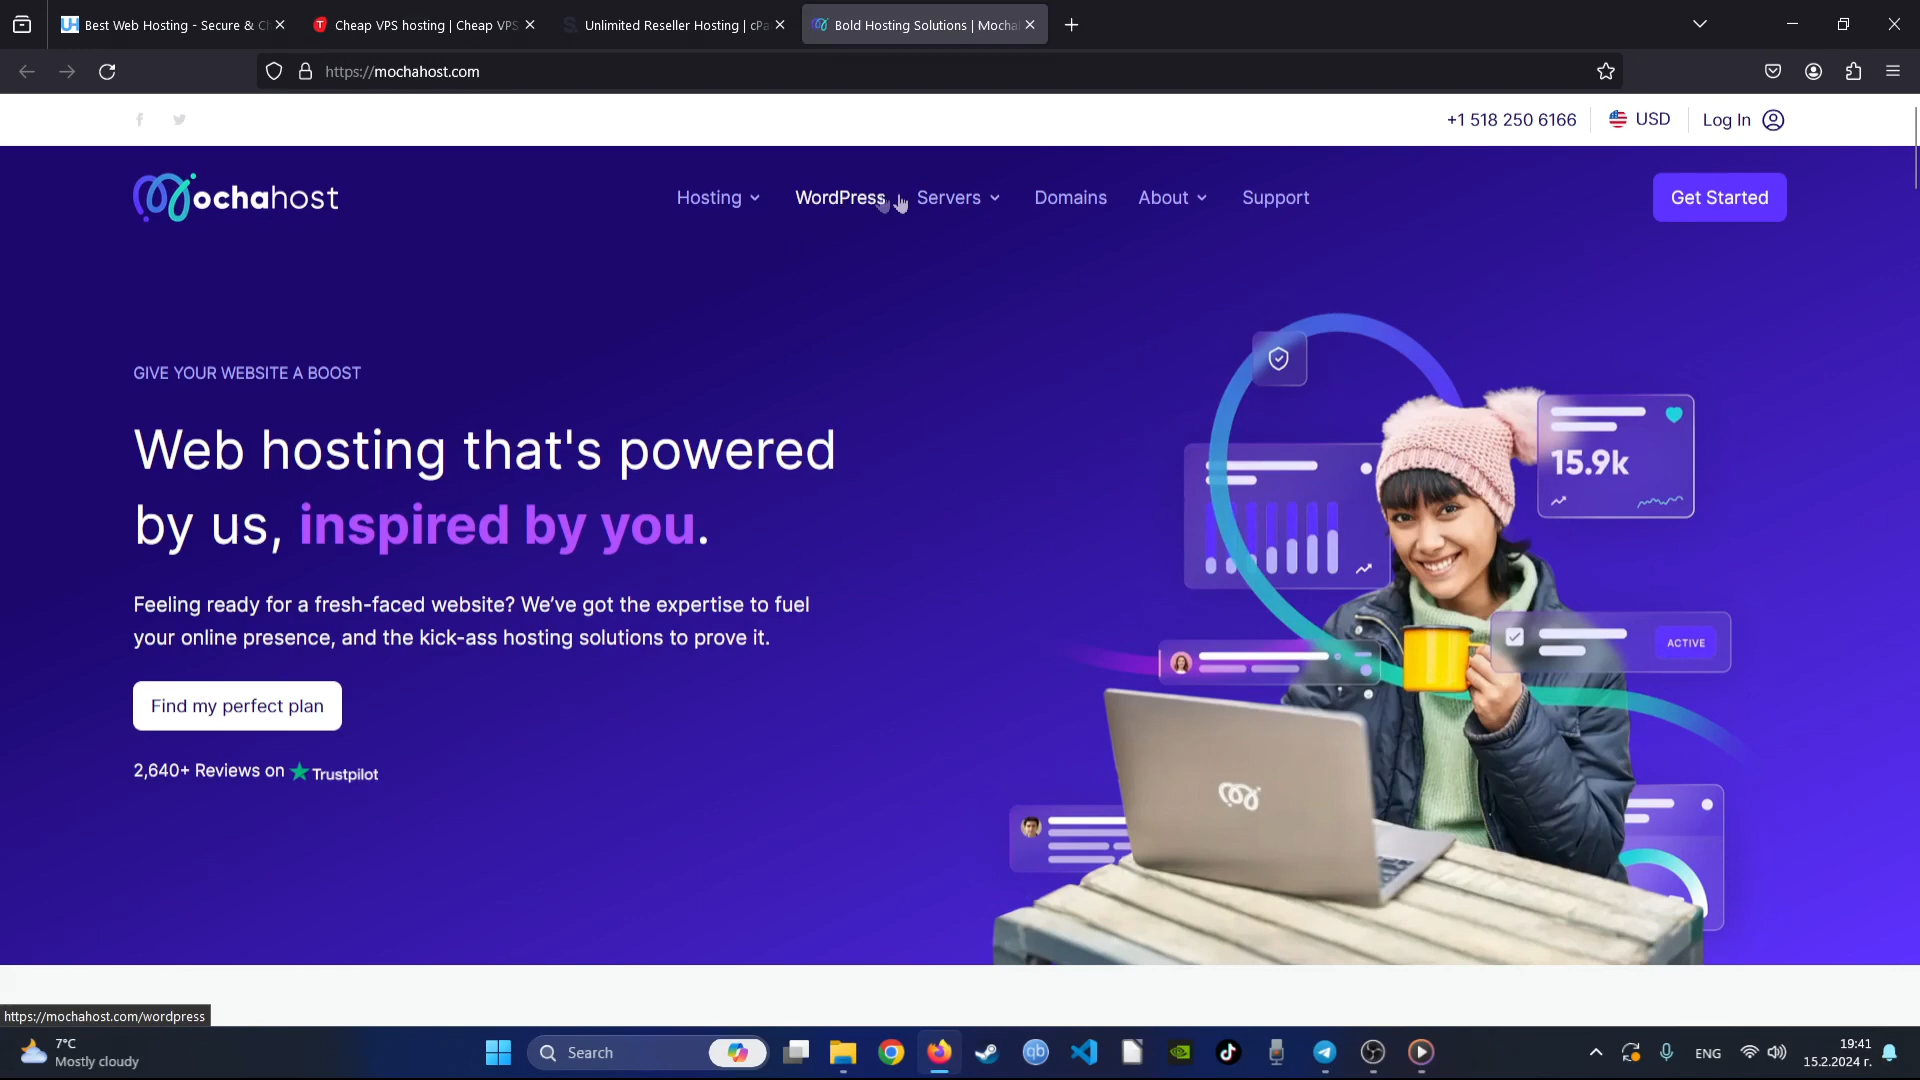 Best Web Hosting - Secure & C
Cheap VPS hosting | Cheap VPS
Unlimited Reseller Hosting | cPa
Bold Hosting Solutions | Mocha
https://mochahost.com
+1 518 250 6166
USD
Log In
ochahost
Hosting
WordPress
Servers
Domains
About
Support
Get Started
GIVE YOUR WEBSITE A BOOST
Web hosting that's powered
by us, inspired by you.
Feeling ready for a fresh-faced website? We’ve got the expertise to fuel
your online presence, and the kick-ass hosting solutions to prove it.
Find my perfect plan
2,640+ Reviews on Trustpilot
15.9k
ACTIVE
https://mochahost.com/wordpress
7°C
Mostly cloudy
Search
qb
ENG
19:41
15.2.2024 г.